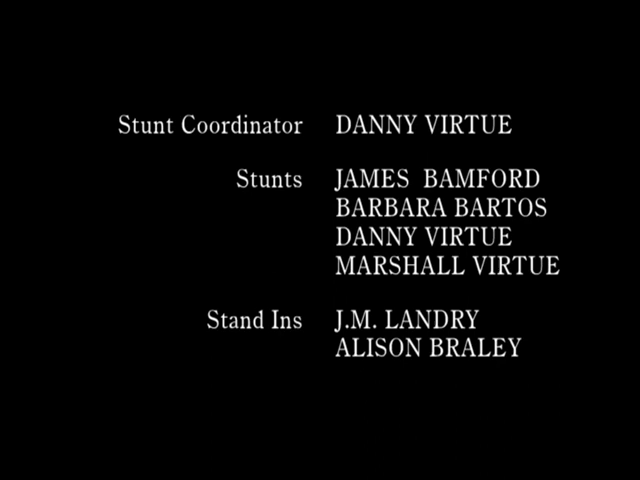 Stunt Coordinator DANNY VIRTUE
Stunts JAMES BAMFORD
BARBARA BARTOS
DANNY VIRTUE
MARSHALL VIRTUE
Stand Ins J.M. LANDRY
ALISON BRALEY